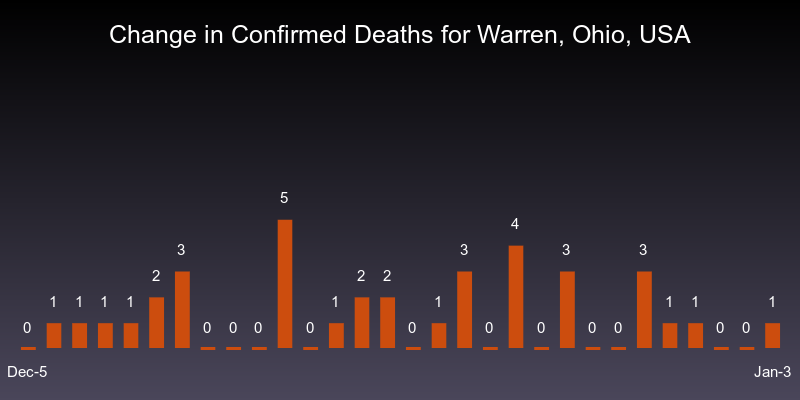 Change in Confirmed Deaths for Warren, Ohio, USA
0 1 1 1 1 2 3 0 0 0 5 0 1 2 2 0 1 3 0 4 0 3 0 0 3 1 1 0 0 1
Dec-5 Jan-3